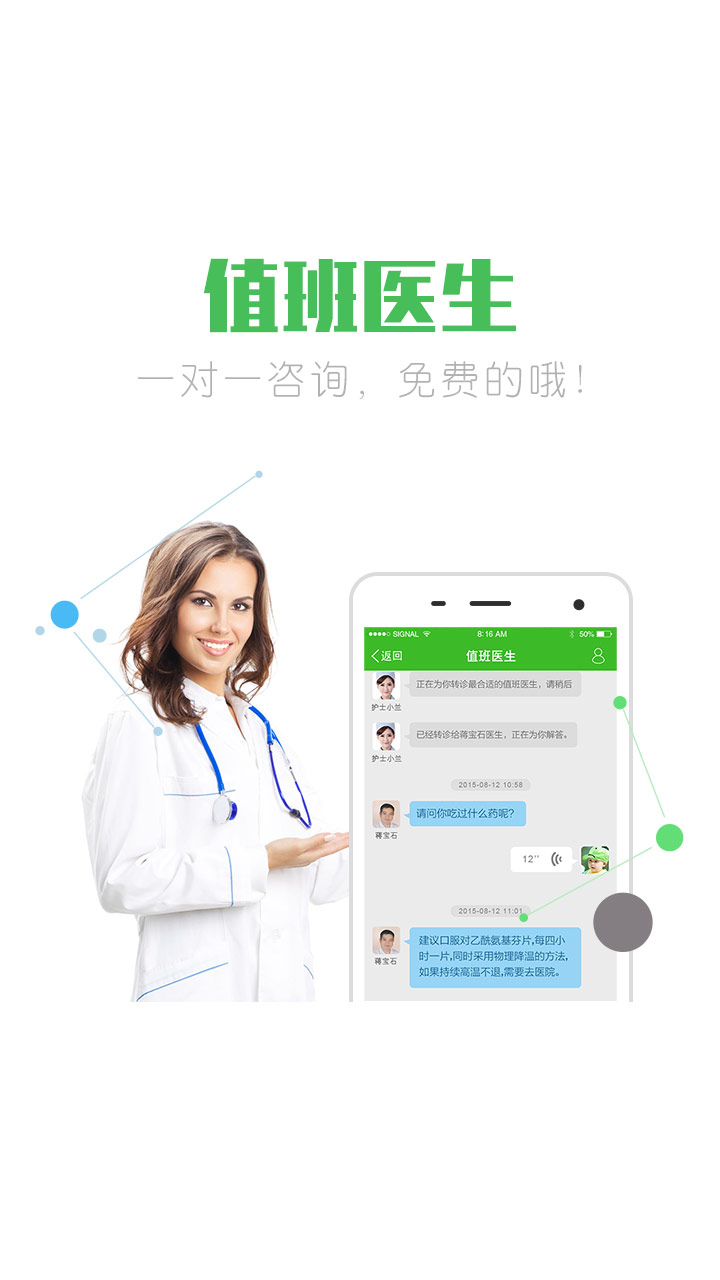 值班医生
一对一咨询，免费的哦!
SIGNAL
8:16 AM
50%
返回
值班医生
正在为你转诊最合适的值班医生，请稍后
护士小兰
已经转诊给蒋宝石医生，正在为你解答。
护士小兰
2015-08-12 10:58
请问你吃过什么药呢？
蒋宝石
12''
2015-08-12 11:01
建议口服对乙酰氨基芬片,每四小
时一片,同时采用物理降温的方法,
如果持续高温不退,需要去医院。
蒋宝石